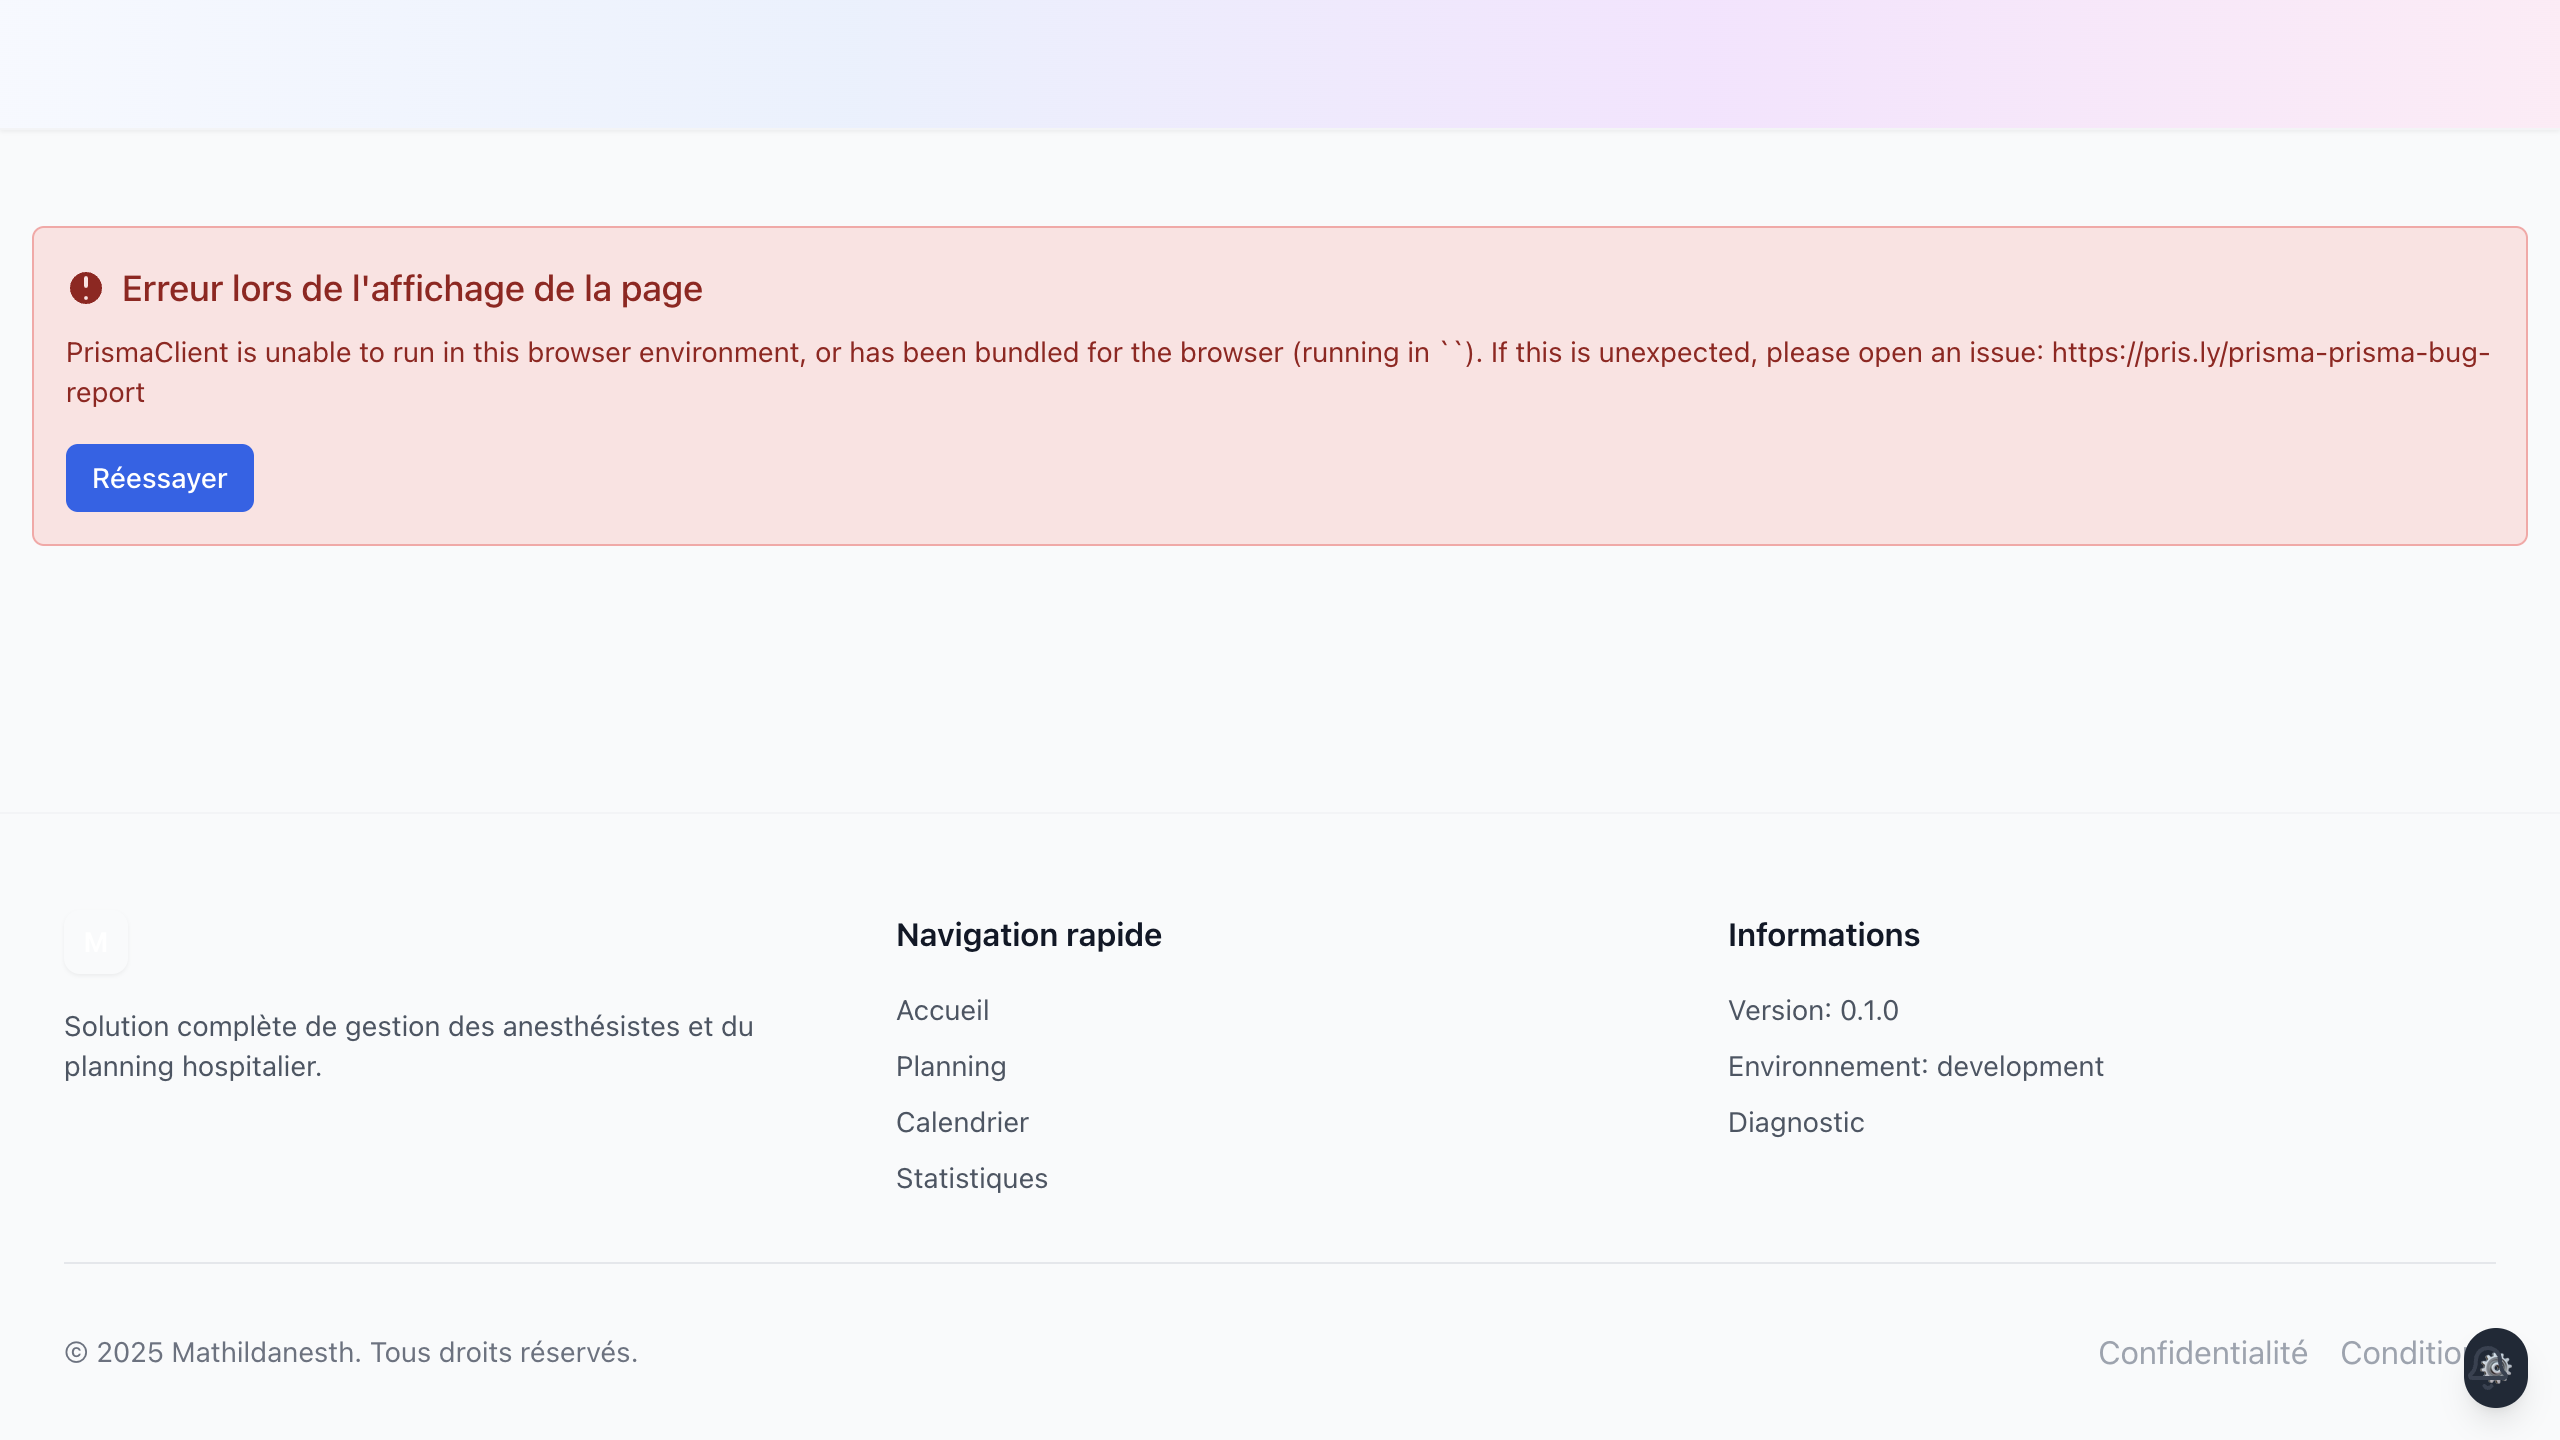 Erreur lors de l'affichage de la page
PrismaClient is unable to run in this browser environment, or has been bundled for the browser (running in ``). If this is unexpected, please open an issue: https://pris.ly/prisma-prisma-bug-
report
Réessayer
M
Solution complète de gestion des anesthésistes et du
planning hospitalier.
Navigation rapide
Accueil
Planning
Calendrier
Statistiques
Informations
Version: 0.1.0
Environnement: development
Diagnostic
© 2025 Mathildanesth. Tous droits réservés.
Confidentialité